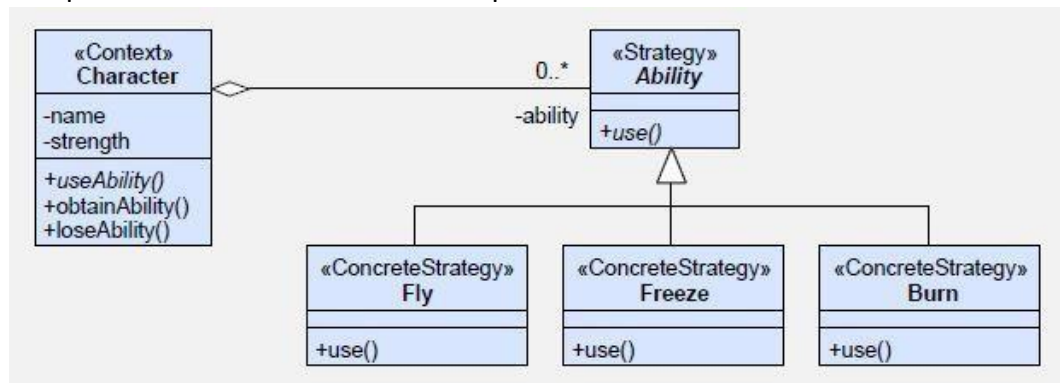 «Context»
Character
-name
-strength
+useAbility()
+obtainAbility()
+loseAbility()
0..*
-ability
«Strategy»
Ability
+use()
«ConcreteStrategy»
Fly
+use()
«ConcreteStrategy»
Freeze
+use()
«ConcreteStrategy»
Burn
+use()